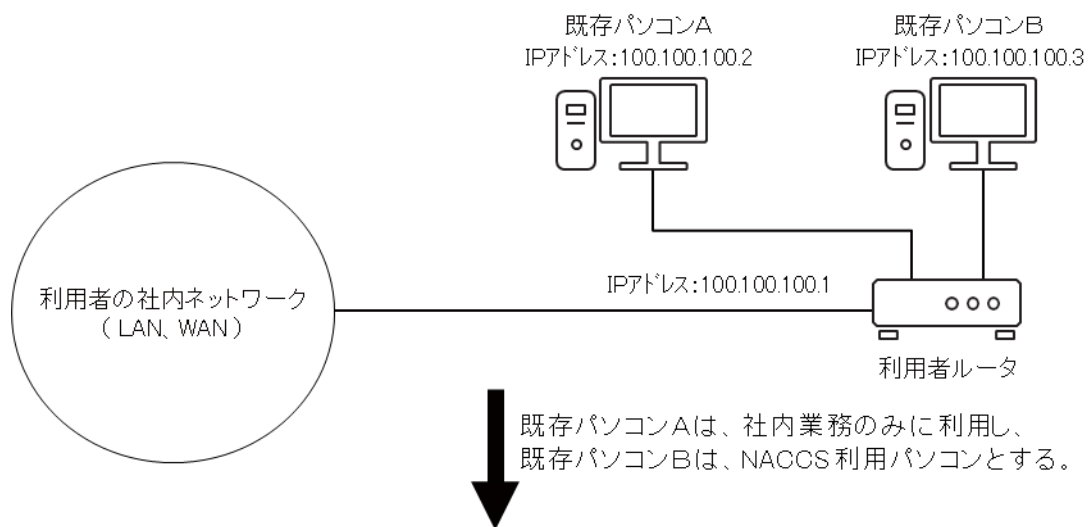 既存パソコンA
IPアドレス:100.100.100.2
既存パソコンB
IPアドレス:100.100.100.3
利用者の社内ネットワーク
（ LAN、WAN ）
IPアドレス:100.100.100.1
利用者ルータ
既存パソコンAは、社内業務のみに利用し、
既存パソコンBは、NACCS利用パソコンとする。